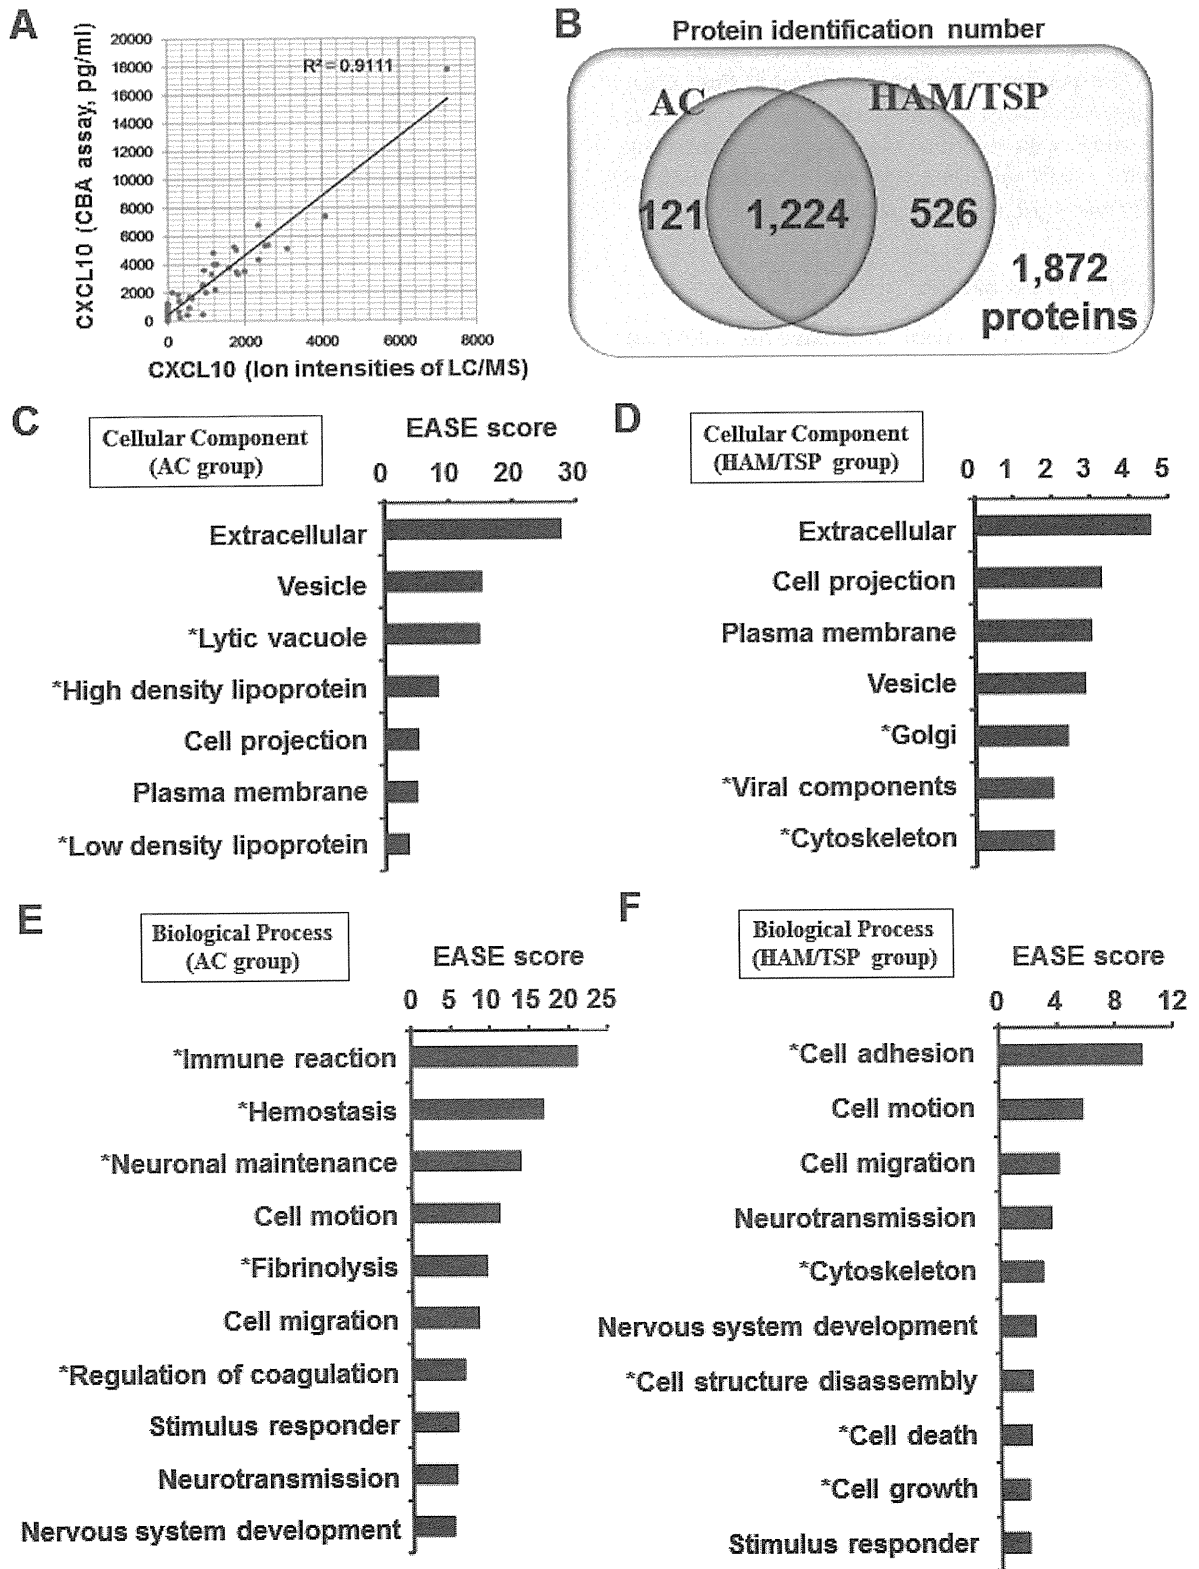 A
20000
18000
16000
14000
12000
10000
8000
6000
4000
2000
0
R² = 0.9111
CXCL10 (CBA assay, pg/ml)
0 2000 4000 6000 8000
CXCL10 (Ion intensities of LC/MS)
B
Protein identification number
AC HAM/TSP
121 1,224 526
1,872
proteins
C
Cellular Component
(AC group)
EASE score
0 10 20 30
Extracellular
Vesicle
*Lytic vacuole
*High density lipoprotein
Cell projection
Plasma membrane
*Low density lipoprotein
D
Cellular Component
(HAM/TSP group)
0 1 2 3 4 5
Extracellular
Cell projection
Plasma membrane
Vesicle
*Golgi
*Viral components
*Cytoskeleton
E
Biological Process
(AC group)
EASE score
0 5 10 15 20 25
*Immune reaction
*Hemostasis
*Neuronal maintenance
Cell motion
*Fibrinolysis
Cell migration
*Regulation of coagulation
Stimulus responder
Neurotransmission
Nervous system development
F
Biological Process
(HAM/TSP group)
EASE score
0 4 8 12
*Cell adhesion
Cell motion
Cell migration
Neurotransmission
*Cytoskeleton
Nervous system development
*Cell structure disassembly
*Cell death
*Cell growth
Stimulus responder